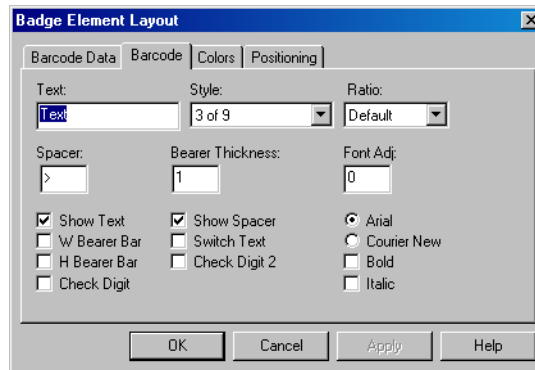 Badge Element Layout
Barcode Data Barcode Colors Positioning
Text: Style: Ratio:
Text 3 of 9 Default
Spacer: Bearer Thickness: Font Adj:
> 1 0
Show Text Show Spacer Arial
W Bearer Bar Switch Text Courier New
H Bearer Bar Check Digit 2 Bold
Check Digit Italic
OK Cancel Apply Help